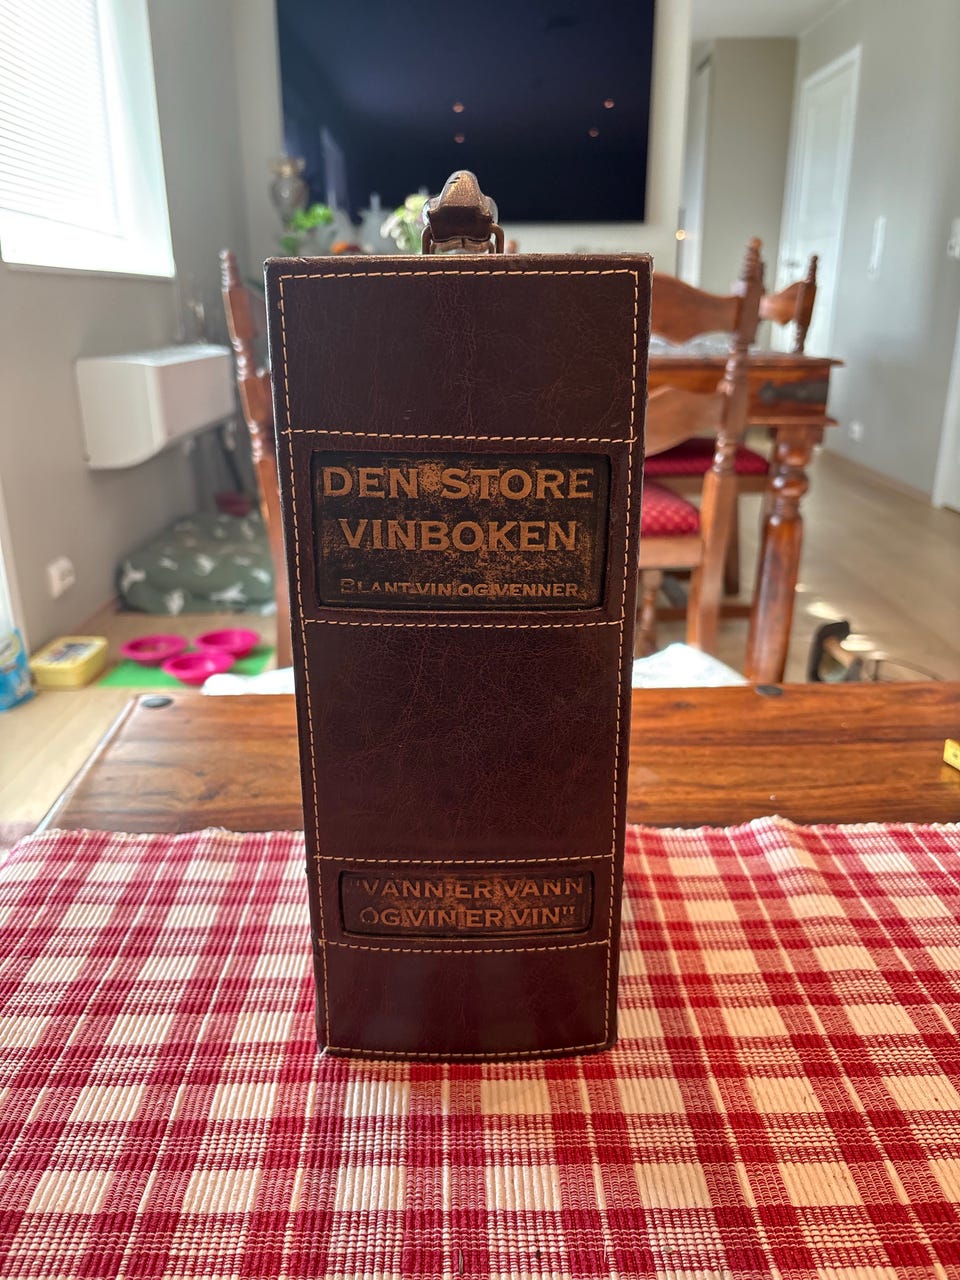 DEN STORE
VINBOKEN
BLANT VIN OG VENNER
"VANN ER VANN
OG VIN ER VIN"